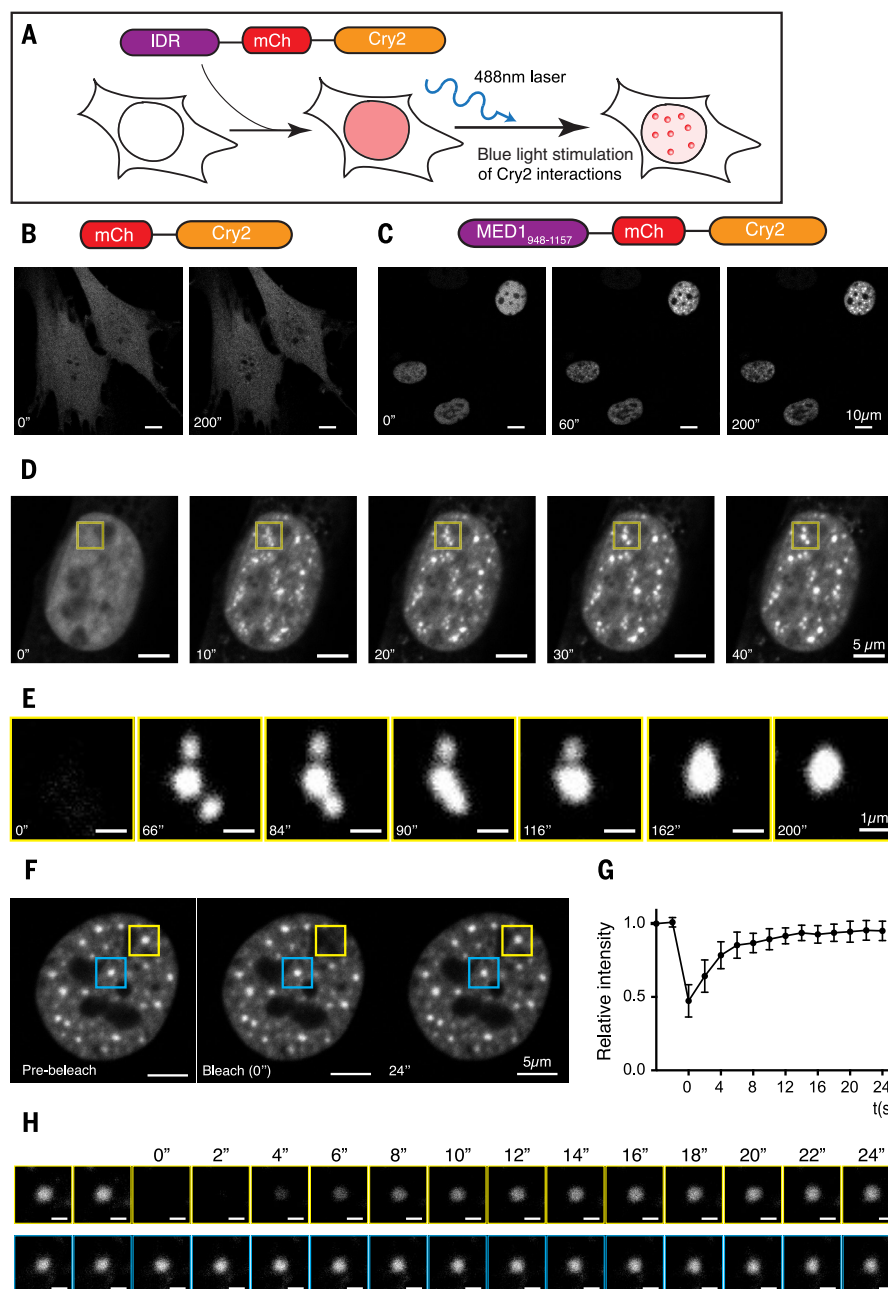 A
IDR mCh Cry2
488nm laser
Blue light stimulation
of Cry2 interactions
B
mCh Cry2
C
MED1948-1157 mCh Cry2
0” 200”
0” 60” 200” 10µm
D
0” 10” 20” 30” 40” 5 µm
E
0” 66” 84” 90” 116” 162” 200” 1µm
F
Pre-beleach Bleach (0”) 24” 5µm
G
Relative intensity
1.0
0.5
0.0
0 4 8 12 16 20 24
t(s
H
0” 2” 4” 6” 8” 10” 12” 14” 16” 18” 20” 22” 24”